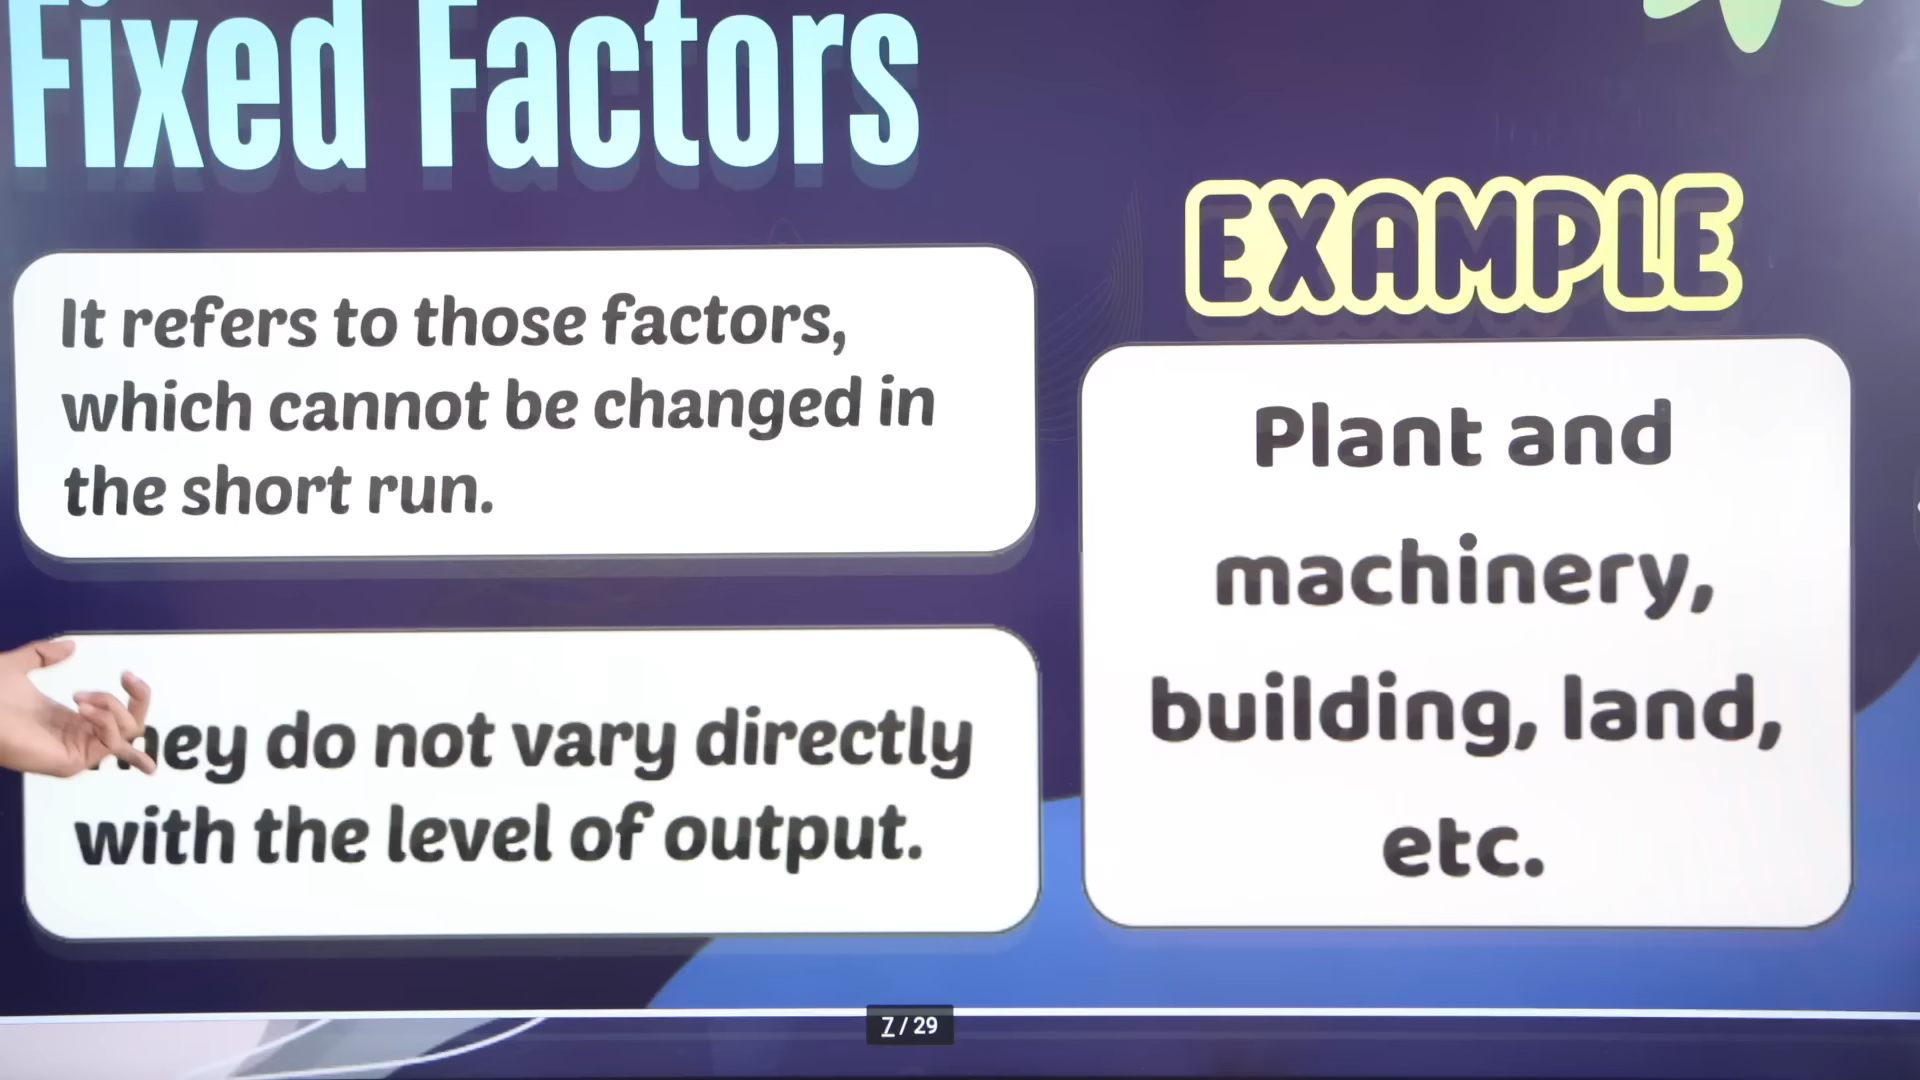 Fixed Factors
It refers to those factors,
which cannot be changed in
the short run.
They do not vary directly
with the level of output.
EXAMPLE
Plant and
machinery,
building, land,
etc.
7 / 29